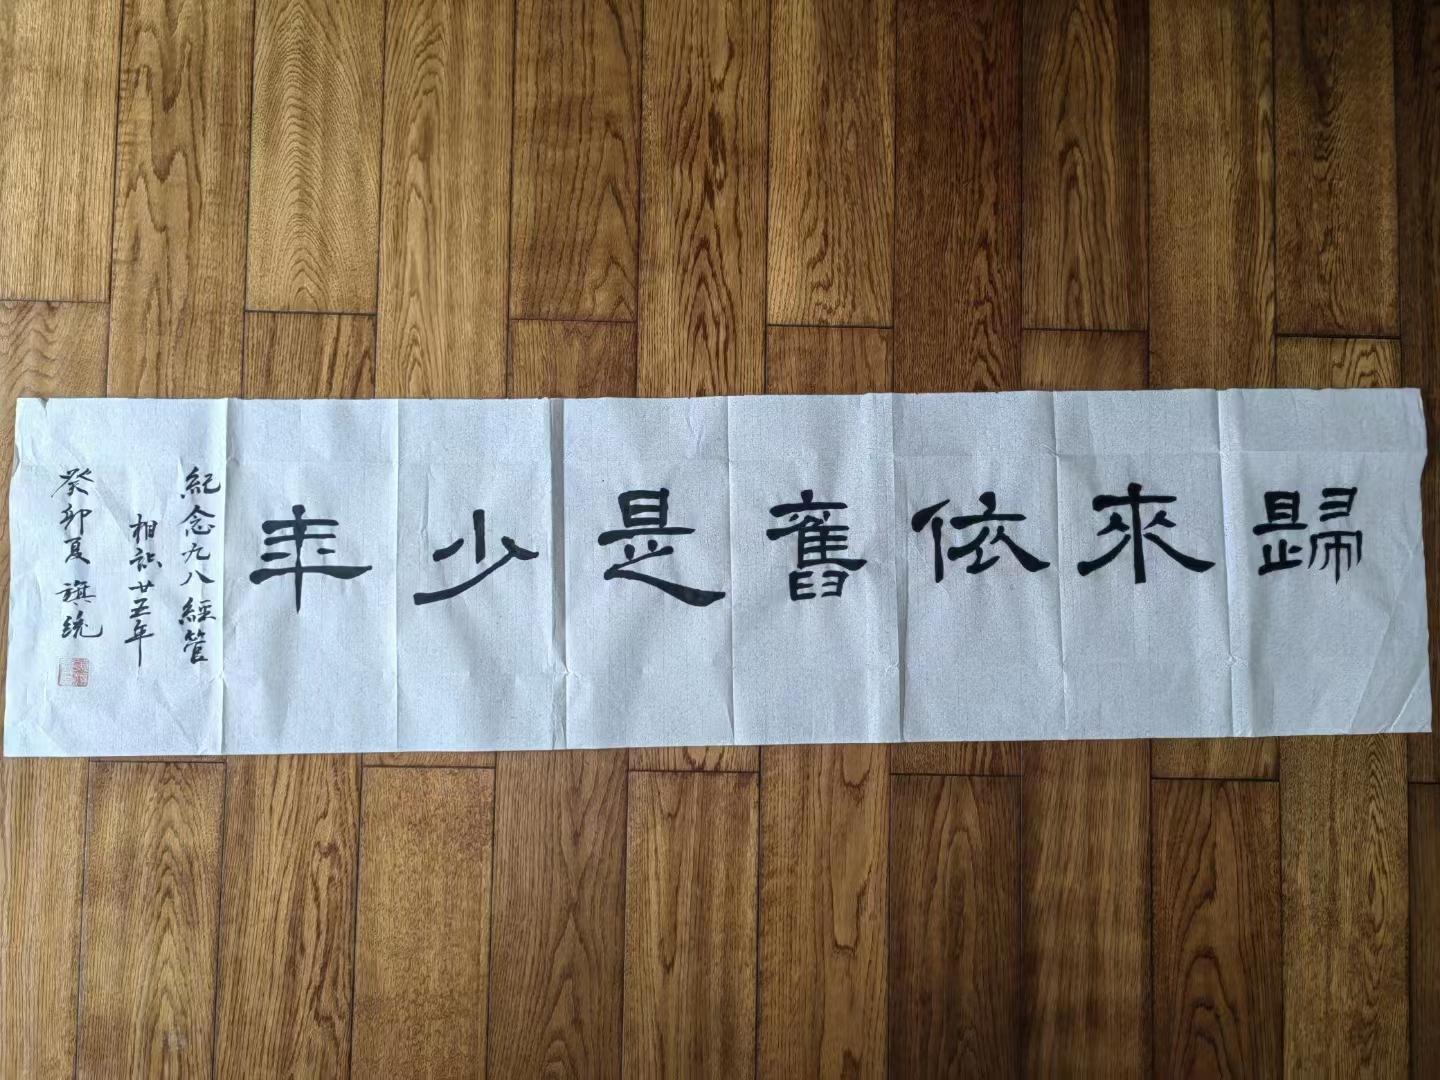 歸來依舊是少年
紀念九八經管
相識廿五年
癸卯夏 旗統